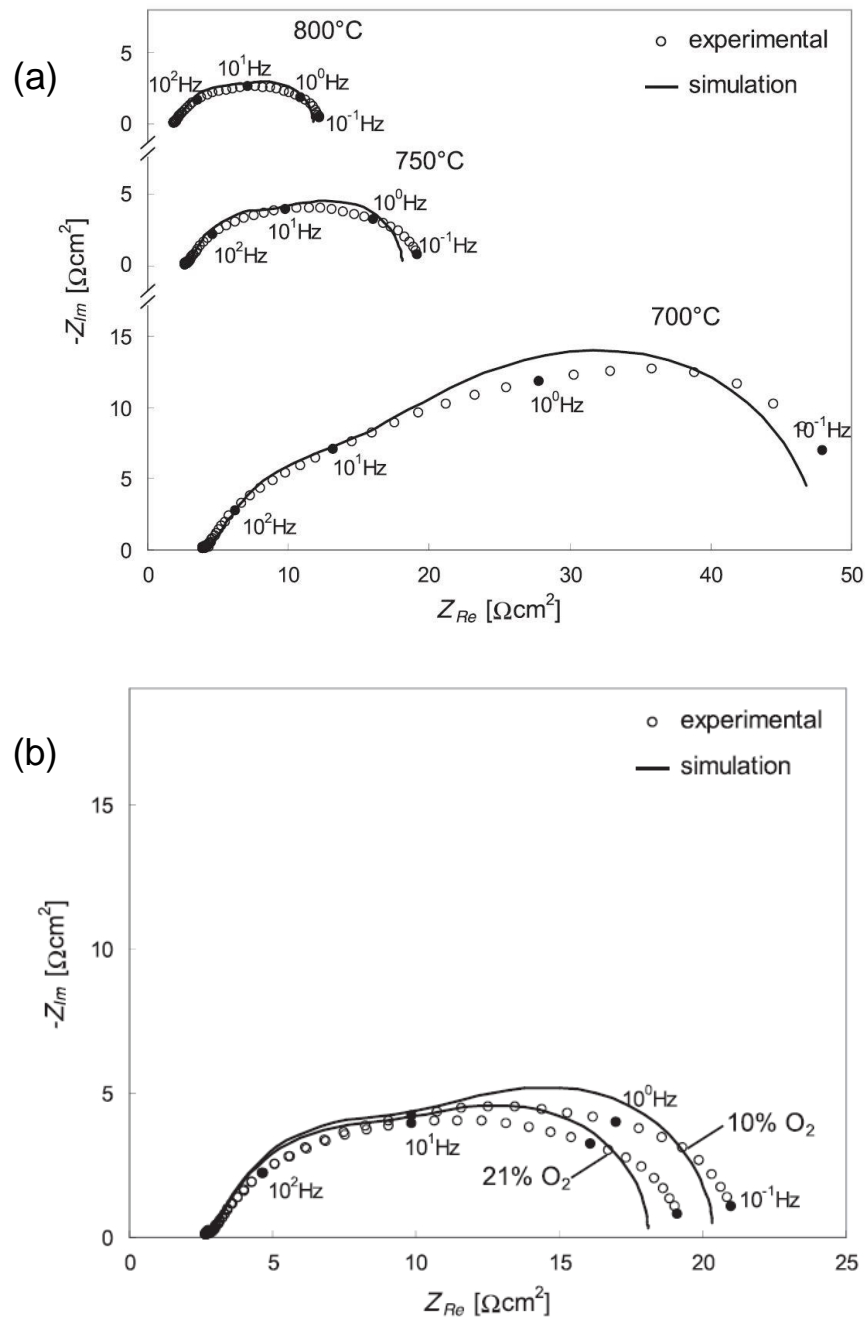 (a)
800°C
experimental
simulation
10²Hz
10¹Hz
10⁰Hz
10⁻¹Hz
5
0
750°C
10²Hz
10¹Hz
10⁰Hz
10⁻¹Hz
5
0
700°C
10²Hz
10¹Hz
10⁰Hz
10⁻¹Hz
15
10
5
0
-Z_Im [Ωcm²]
0 10 20 30 40 50
Z_Re [Ωcm²]
(b)
experimental
simulation
15
10
5
0
-Z_Im [Ωcm²]
10²Hz
10¹Hz
10⁰Hz
10⁻¹Hz
21% O₂
10% O₂
0 5 10 15 20 25
Z_Re [Ωcm²]